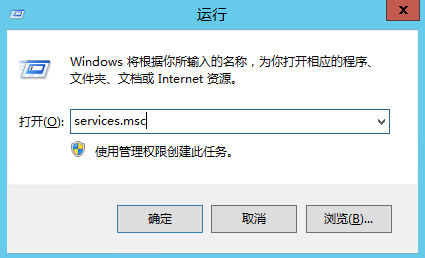 运行
x
Windows 将根据你所输入的名称，为你打开相应的程序、
文件夹、文档或 Internet 资源。
打开(O): services.msc
使用管理权限创建此任务。
确定 取消 浏览(B)...